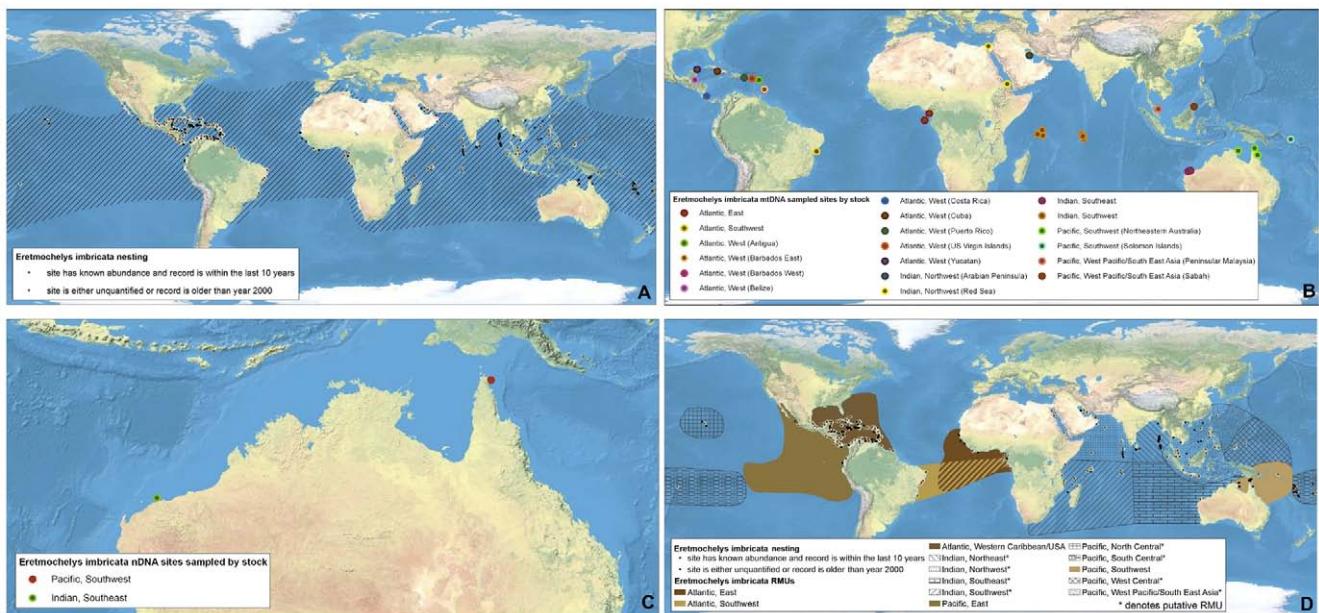 Eretmochelys imbricata nesting
• site has known abundance and record is within the last 10 years
• site is either unquantified or record is older than year 2000
A
Eretmochelys imbricata mtDNA sampled sites by stock
Atlantic, East
Atlantic, Southwest
Atlantic, West (Antigua)
Atlantic, West (Barbados East)
Atlantic, West (Barbados West)
Atlantic, West (Belize)
Atlantic, West (Costa Rica)
Atlantic, West (Cuba)
Atlantic, West (Puerto Rico)
Atlantic, West (US Virgin Islands)
Atlantic, West (Yucatan)
Indian, Northwest (Arabian Peninsula)
Indian, Northwest (Red Sea)
Indian, Southeast
Indian, Southwest
Pacific, Southwest (Northeastern Australia)
Pacific, Southwest (Solomon Islands)
Pacific, West Pacific/South East Asia (Peninsular Malaysia)
Pacific, West Pacific/South East Asia (Sabah)
B
Eretmochelys imbricata nDNA sites sampled by stock
Pacific, Southwest
Indian, Southeast
C
Eretmochelys imbricata nesting
• site has known abundance and record is within the last 10 years
• site is either unquantified or record is older than year 2000
Eretmochelys imbricata RMUs
Atlantic, East
Atlantic, Southwest
Atlantic, Western Caribbean/USA
Indian, Northeast*
Indian, Northwest*
Indian, Southeast*
Indian, Southwest*
Pacific, East
Pacific, North Central*
Pacific, South Central*
Pacific, Southwest
Pacific, West Central*
Pacific, West Pacific/South East Asia*
* denotes putative RMU
D